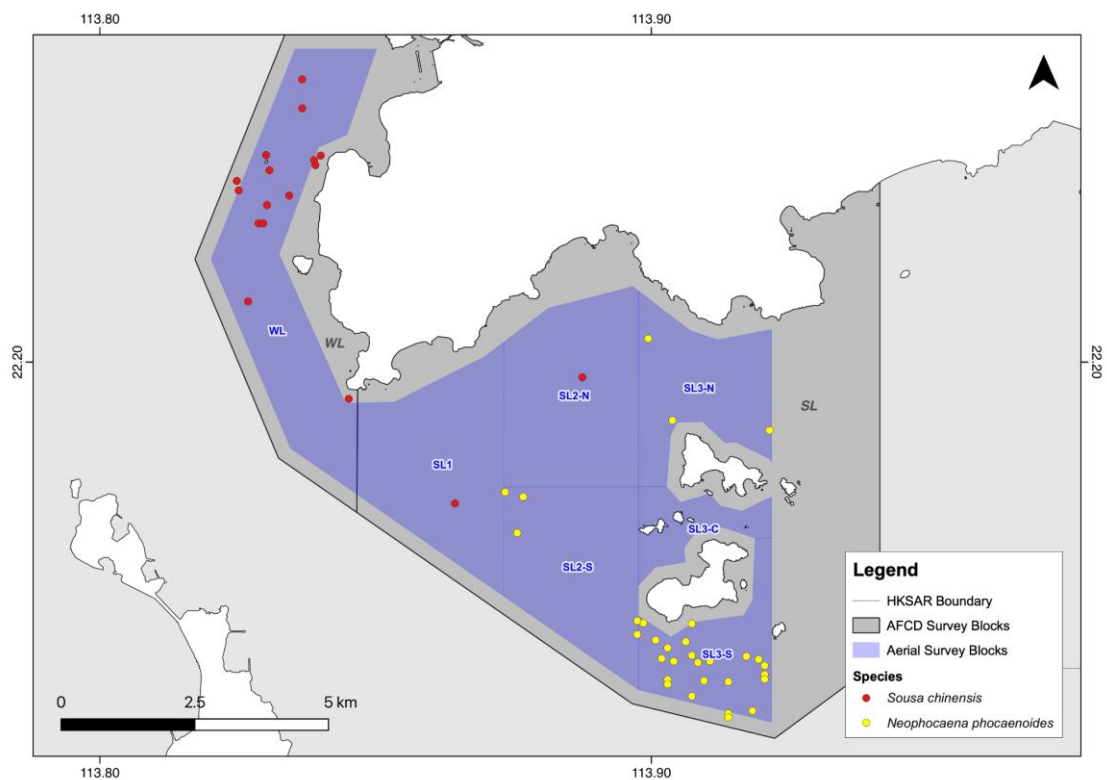 113.80 113.90
WL
WL
22.20 22.20
SL2-N
SL3-N
SL
SL1
SL3-C
SL2-S
SL3-S
Legend
HKSAR Boundary
AFCD Survey Blocks
Aerial Survey Blocks
Species
Sousa chinensis
Neophocaena phocaenoides
0 2.5 5 km
113.80 113.90